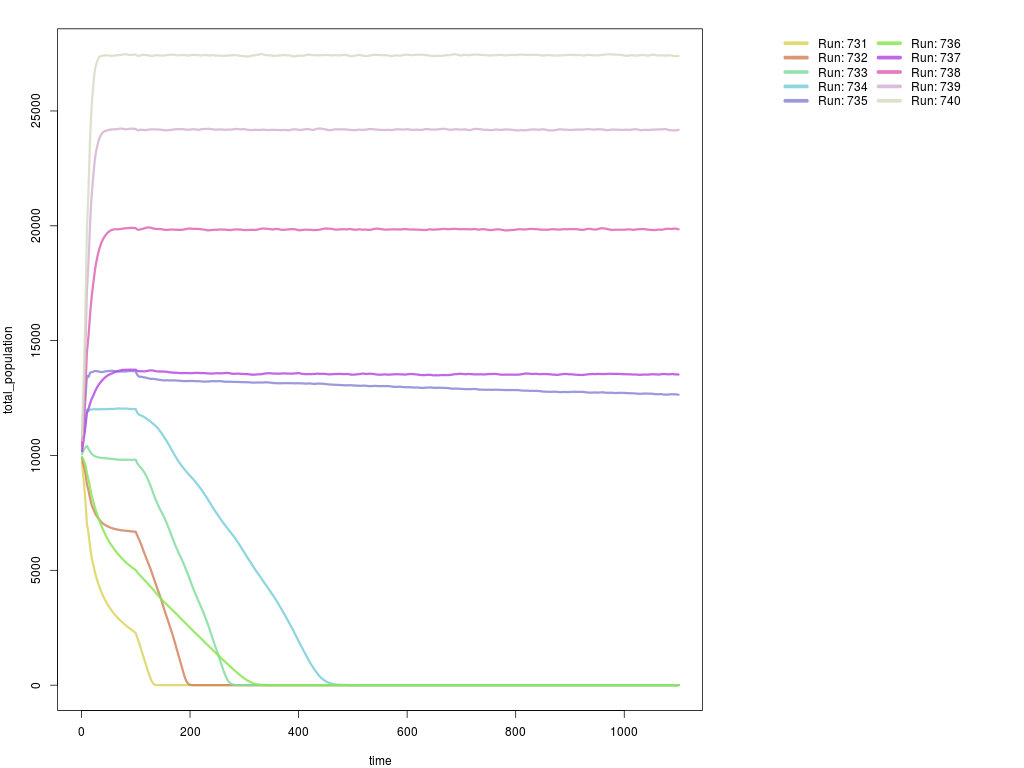 Run: 731 Run: 736
Run: 732 Run: 737
Run: 733 Run: 738
Run: 734 Run: 739
Run: 735 Run: 740
total_population
25000
20000
15000
10000
5000
0
0 200 400 600 800 1000
time